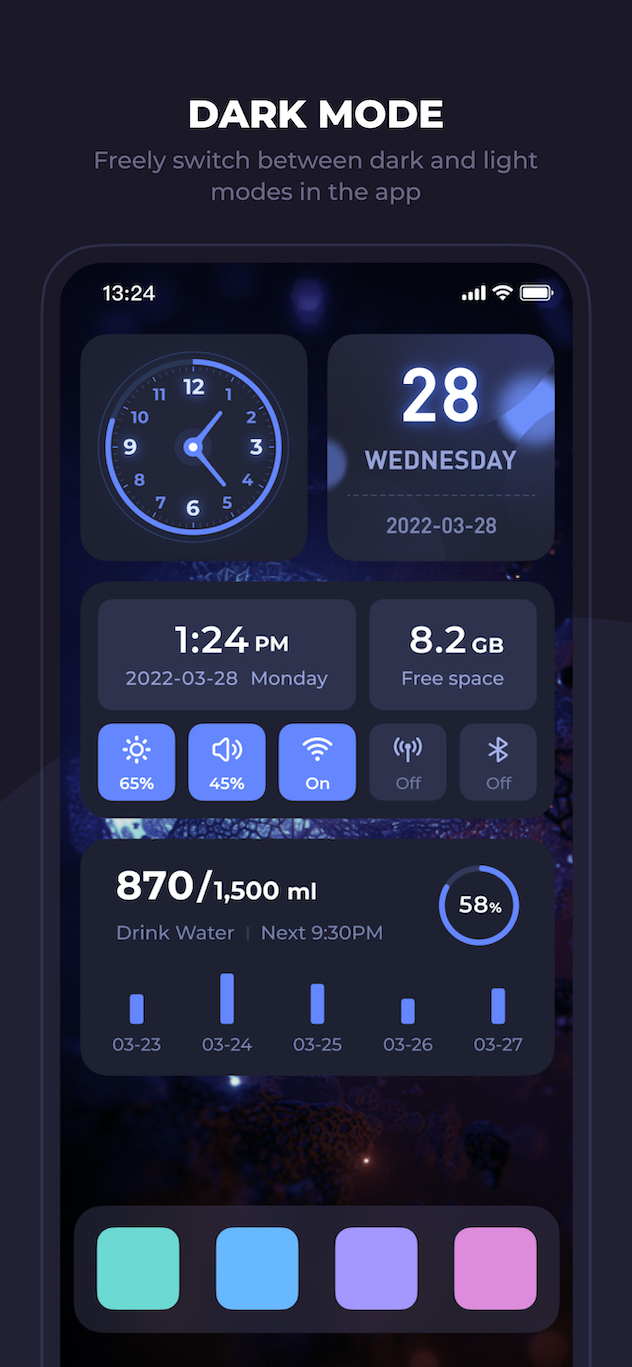 DARK MODE
Freely switch between dark and light
modes in the app
13:24
12
1
2
3
4
5
6
7
8
9
10
11
28
WEDNESDAY
2022-03-28
1:24 PM
2022-03-28 Monday
8.2 GB
Free space
65%
45%
On
Off
Off
870/1,500 ml
Drink Water | Next 9:30PM
58%
03-23
03-24
03-25
03-26
03-27